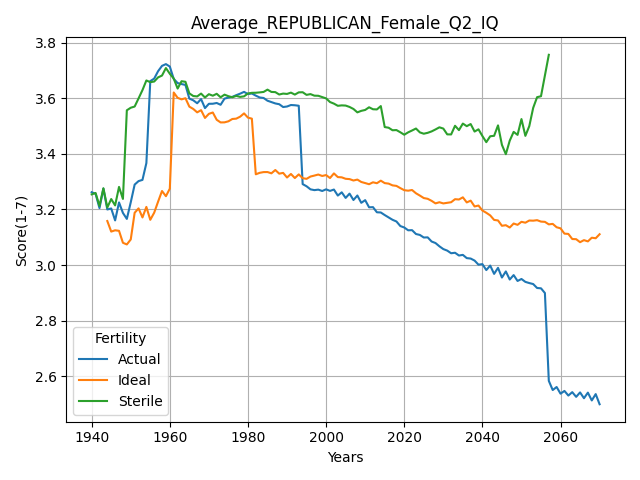 Average_REPUBLICAN_Female_Q2_IQ
Score(1-7)
3.8
3.6
3.4
3.2
3.0
2.8
2.6
Fertility
Actual
Ideal
Sterile
1940 1960 1980 2000 2020 2040 2060
Years